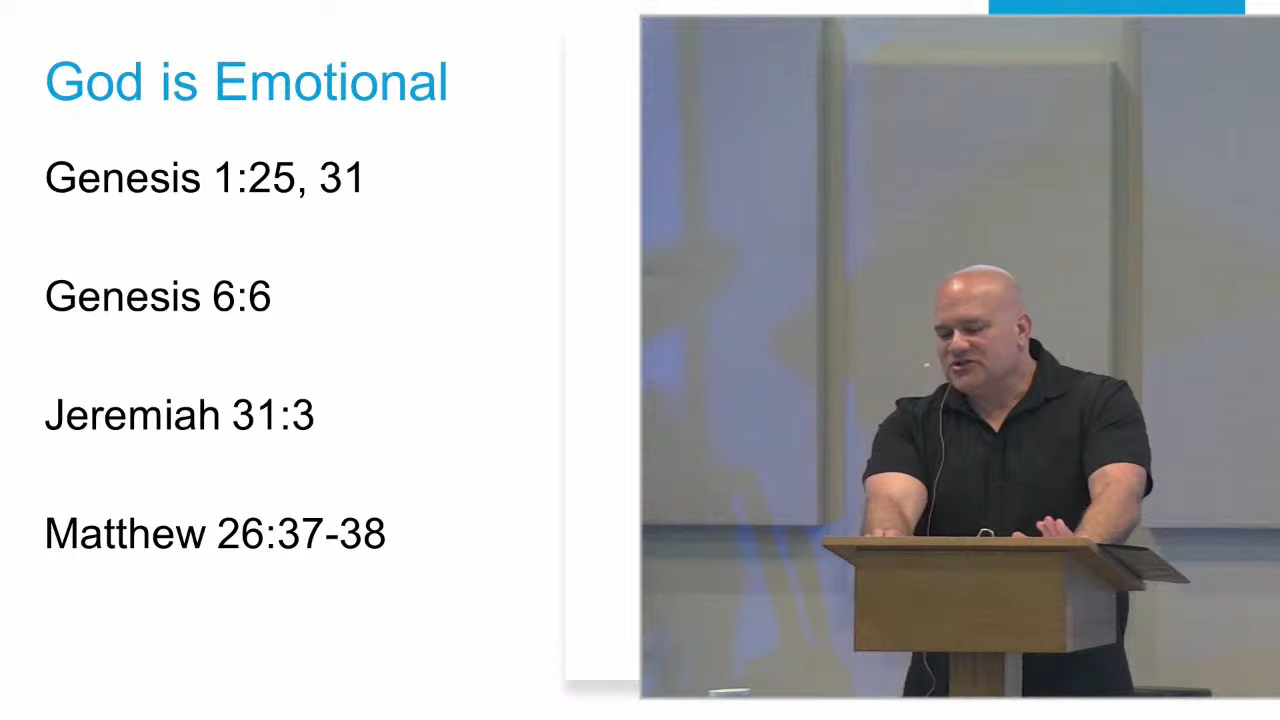 God is Emotional
Genesis 1:25, 31
Genesis 6:6
Jeremiah 31:3
Matthew 26:37-38